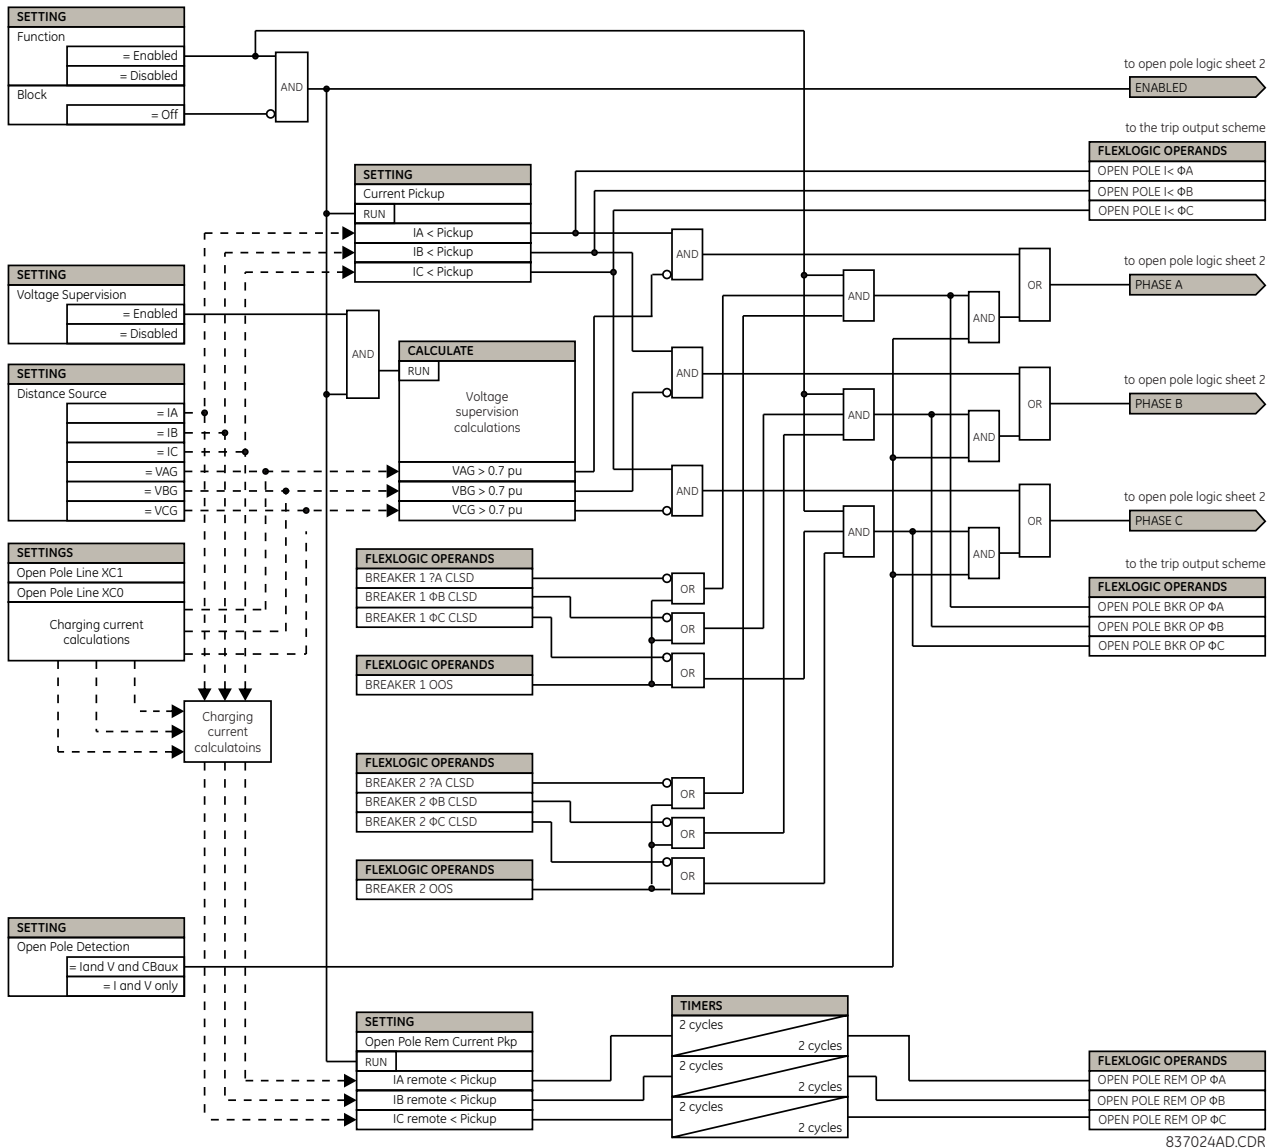 SETTING
Function
= Enabled
= Disabled
Block
= Off
AND
to open pole logic sheet 2
ENABLED
to the trip output scheme
FLEXLOGIC OPERANDS
OPEN POLE I< ΦA
OPEN POLE I< ΦB
OPEN POLE I< ΦC
SETTING
Current Pickup
RUN
IA < Pickup
IB < Pickup
IC < Pickup
SETTING
Voltage Supervision
= Enabled
= Disabled
AND
CALCULATE
RUN
Voltage
supervision
calculations
VAG > 0.7 pu
VBG > 0.7 pu
VCG > 0.7 pu
SETTING
Distance Source
= IA
= IB
= IC
= VAG
= VBG
= VCG
AND
AND
AND
AND
AND
OR
to open pole logic sheet 2
PHASE A
AND
AND
OR
to open pole logic sheet 2
PHASE B
AND
AND
OR
to open pole logic sheet 2
PHASE C
to the trip output scheme
FLEXLOGIC OPERANDS
OPEN POLE BKR OP ΦA
OPEN POLE BKR OP ΦB
OPEN POLE BKR OP ΦC
SETTINGS
Open Pole Line XC1
Open Pole Line XC0
Charging current
calculations
Charging
current
calculatoins
FLEXLOGIC OPERANDS
BREAKER 1 ?A CLSD
BREAKER 1 ΦB CLSD
BREAKER 1 ΦC CLSD
FLEXLOGIC OPERANDS
BREAKER 1 OOS
OR
OR
OR
FLEXLOGIC OPERANDS
BREAKER 2 ?A CLSD
BREAKER 2 ΦB CLSD
BREAKER 2 ΦC CLSD
FLEXLOGIC OPERANDS
BREAKER 2 OOS
OR
OR
OR
SETTING
Open Pole Detection
= Iand V and CBaux
= I and V only
SETTING
Open Pole Rem Current Pkp
RUN
IA remote < Pickup
IB remote < Pickup
IC remote < Pickup
TIMERS
2 cycles
2 cycles
2 cycles
2 cycles
2 cycles
2 cycles
FLEXLOGIC OPERANDS
OPEN POLE REM OP ΦA
OPEN POLE REM OP ΦB
OPEN POLE REM OP ΦC
837024AD.CDR